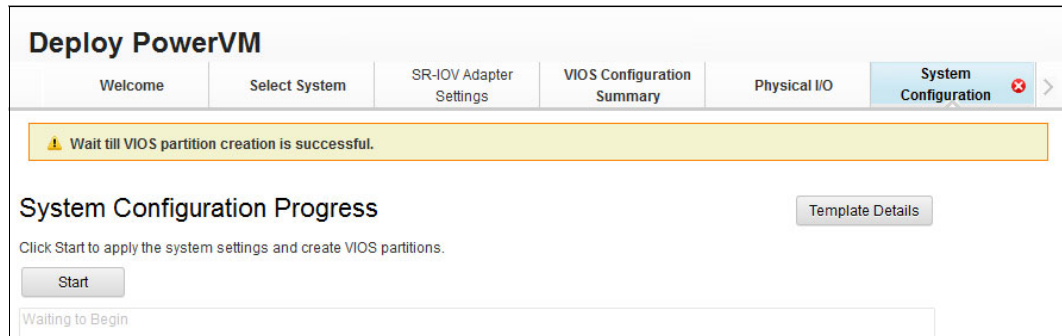 Deploy PowerVM
Welcome
Select System
SR-IOV Adapter
Settings
VIOS Configuration
Summary
Physical I/O
System
Configuration
Wait till VIOS partition creation is successful.
System Configuration Progress
Template Details
Click Start to apply the system settings and create VIOS partitions.
Start
Waiting to Begin